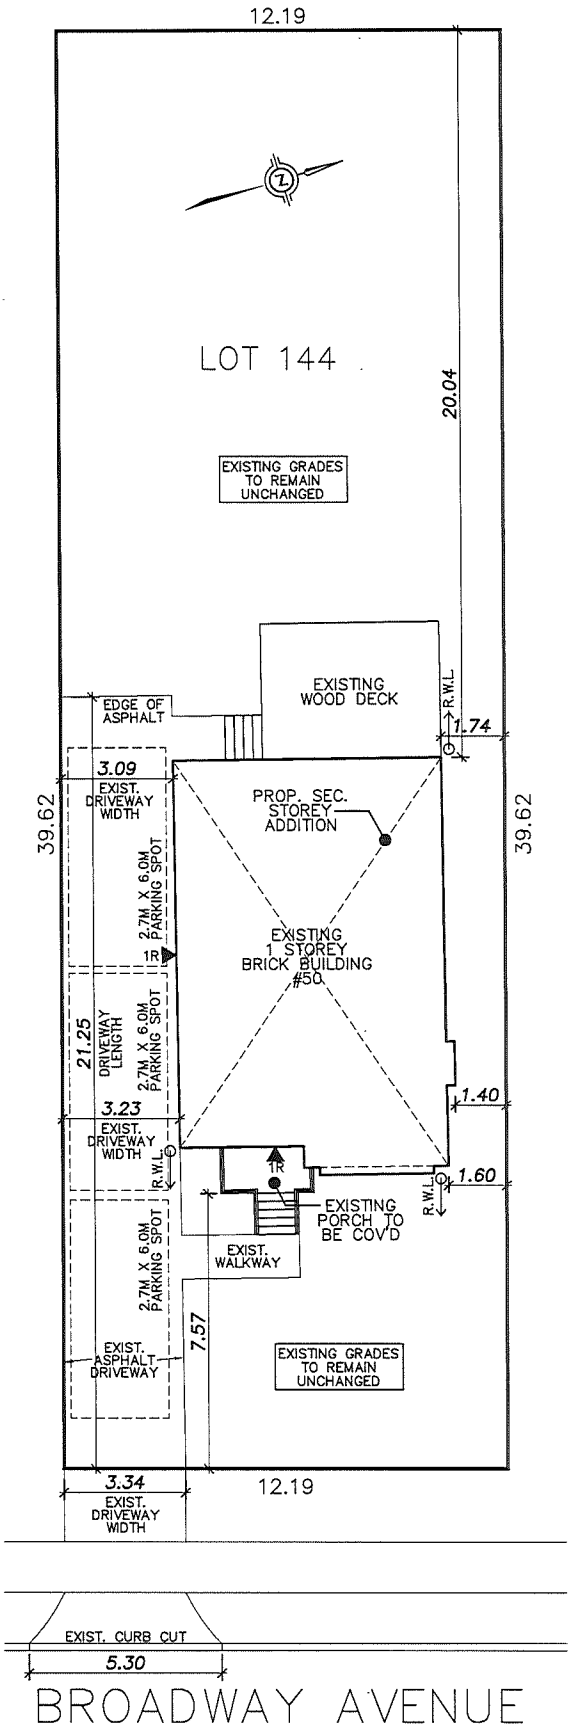 12.19
Z
LOT 144
20.04
EXISTING GRADES
TO REMAIN
UNCHANGED
EXISTING
WOOD DECK
R.W.L.
1.74
EDGE OF
ASPHALT
3.09
EXIST.
DRIVEWAY
WIDTH
PROP. SEC.
STOREY
ADDITION
39.62
39.62
2.7M X 6.0M
PARKING SPOT
1R
EXISTING
1 STOREY
BRICK BUILDING
#50
21.25
DRIVEWAY
LENGTH
2.7M X 6.0M
PARKING SPOT
1.40
3.23
EXIST.
DRIVEWAY
WIDTH
R.W.L.
1R
1.60
R.W.L.
EXISTING
PORCH TO
BE COV'D
2.7M X 6.0M
PARKING SPOT
EXIST.
WALKWAY
7.57
EXIST.
ASPHALT
DRIVEWAY
EXISTING GRADES
TO REMAIN
UNCHANGED
3.34
12.19
EXIST.
DRIVEWAY
WIDTH
EXIST. CURB CUT
5.30
BROADWAY AVENUE